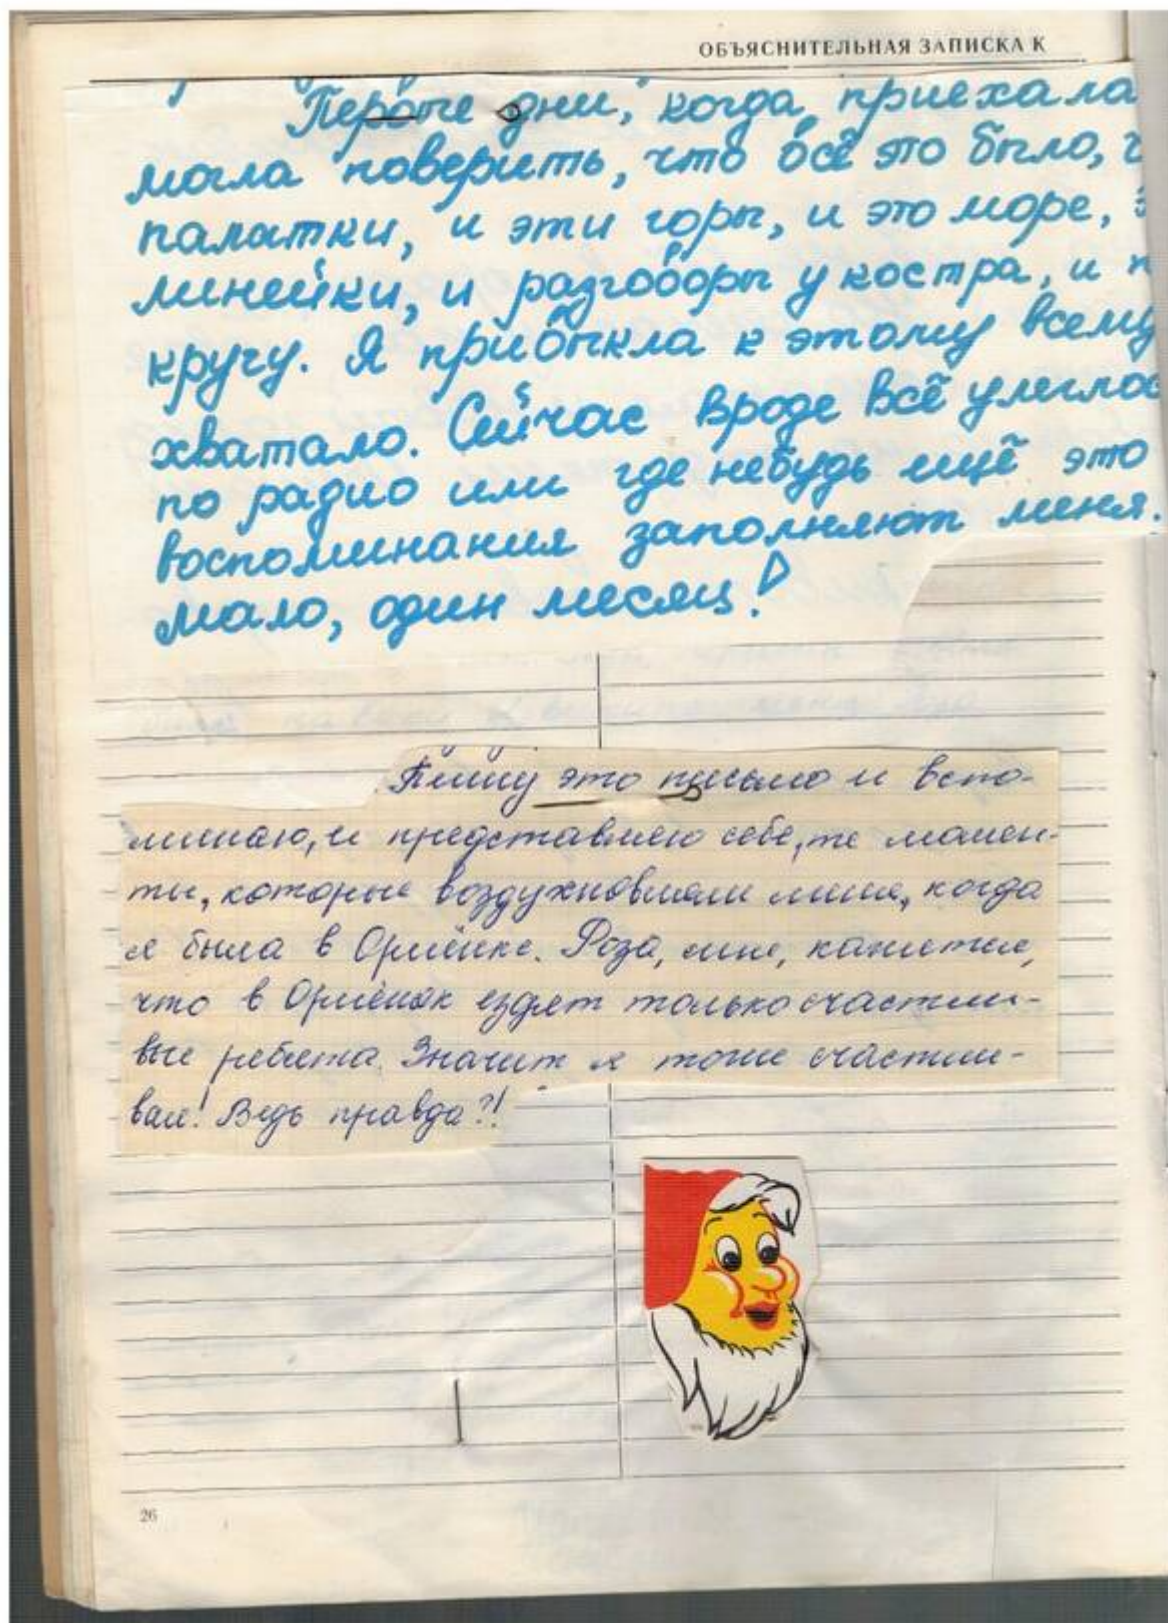 ОБЪЯСНИТЕЛЬНАЯ ЗАПИСКА К
Первые дни, когда приехала
могла поверить, что всё это было,
палатки, и эти горы, и это море,
линейки, и разговоры у костра, и
кругу. Я привыкла к этому всему
хватало. Сейчас вроде всё улеглос
по радио или где небудь ещё это
воспоминания заполняют меня.
мало, один месяц!
Пишу это письмо и вспо-
минаю, и представляю себе, те момен-
ты, которые воздухновляли меня, когда
я была в Орлёнке. Роза, мне, кажется,
что в Орлёнок ездят только счастли-
вые ребята. Значит я тоже счастли-
вая! Ведь правда?!
26